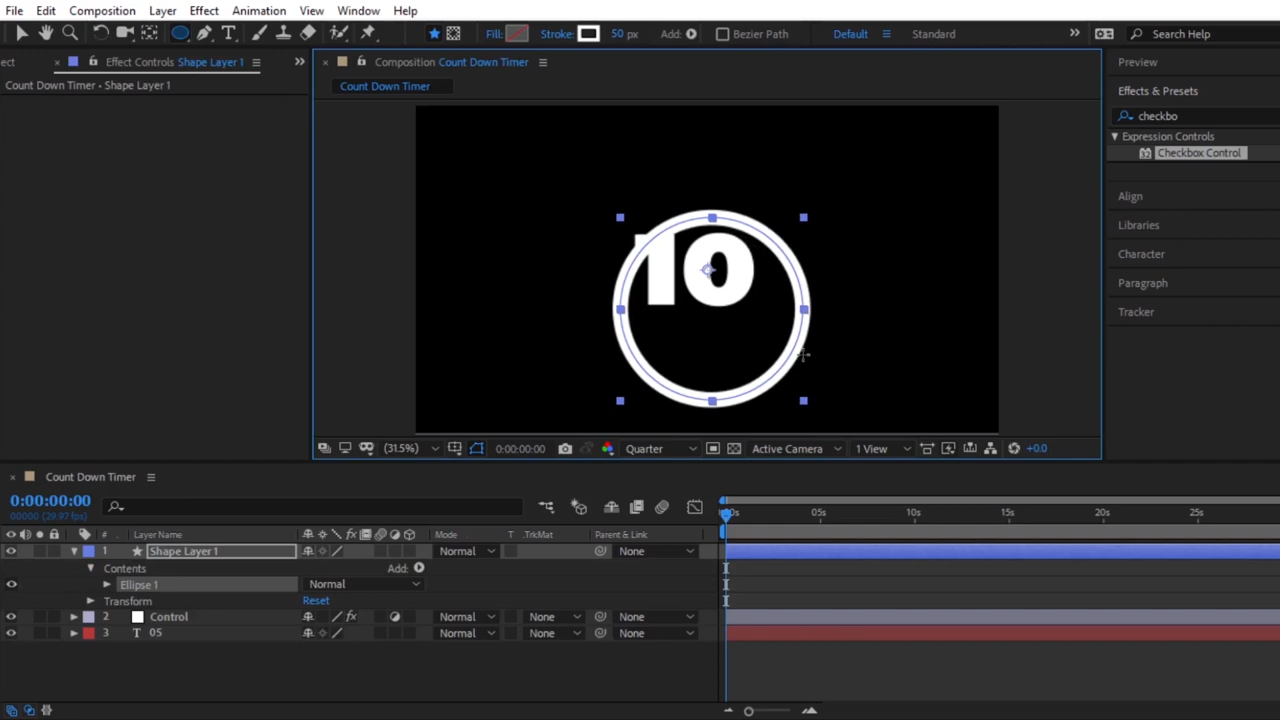 File Edit Composition Layer Effect Animation View Window Help
Fill: Stroke: 50 px Add: Bezier Path Default Standard Search Help
ect Effect Controls Shape Layer 1 Composition Count Down Timer Preview
Count Down Timer • Shape Layer 1 Count Down Timer Effects & Presets
checkbo
Expression Controls
Checkbox Control
Align
Libraries
Character
Paragraph
Tracker
10
(31.5%) 0:00:00:00 Quarter Active Camera 1 View +0.0
Count Down Timer
0:00:00:00
00000 (29.97 fps)
05s 10s 15s 20s 25s
# Layer Name Mode T TrkMat Parent & Link
1 Shape Layer 1 Normal None
Contents Add:
Ellipse 1 Normal
Transform Reset
2 Control Normal None None
3 T 05 Normal None None